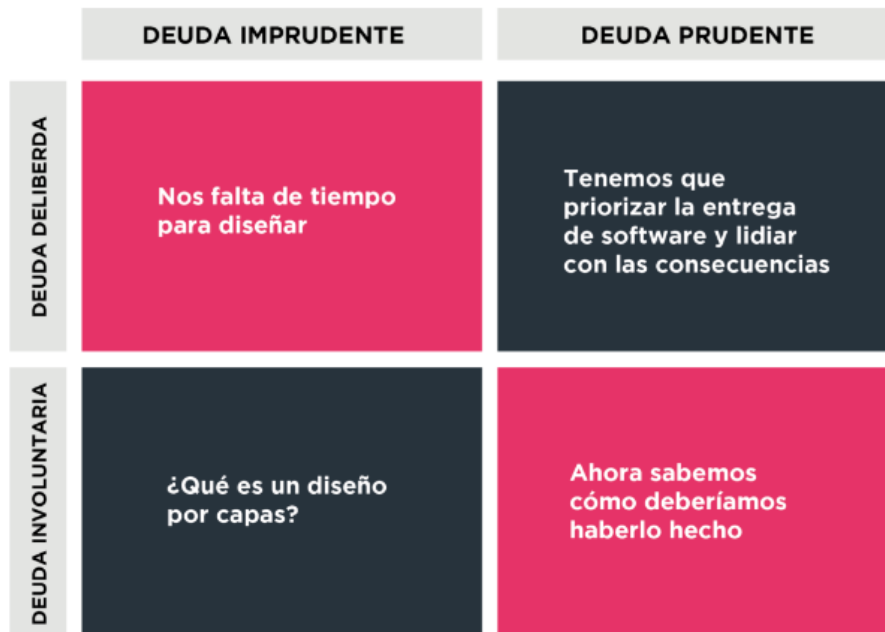 DEUDA IMPRUDENTE
DEUDA PRUDENTE
DEUDA DELIBERDA
Nos falta de tiempo
para diseñar
Tenemos que
priorizar la entrega
de software y lidiar
con las consecuencias
DEUDA INVOLUNTARIA
¿Qué es un diseño
por capas?
Ahora sabemos
cómo deberíamos
haberlo hecho